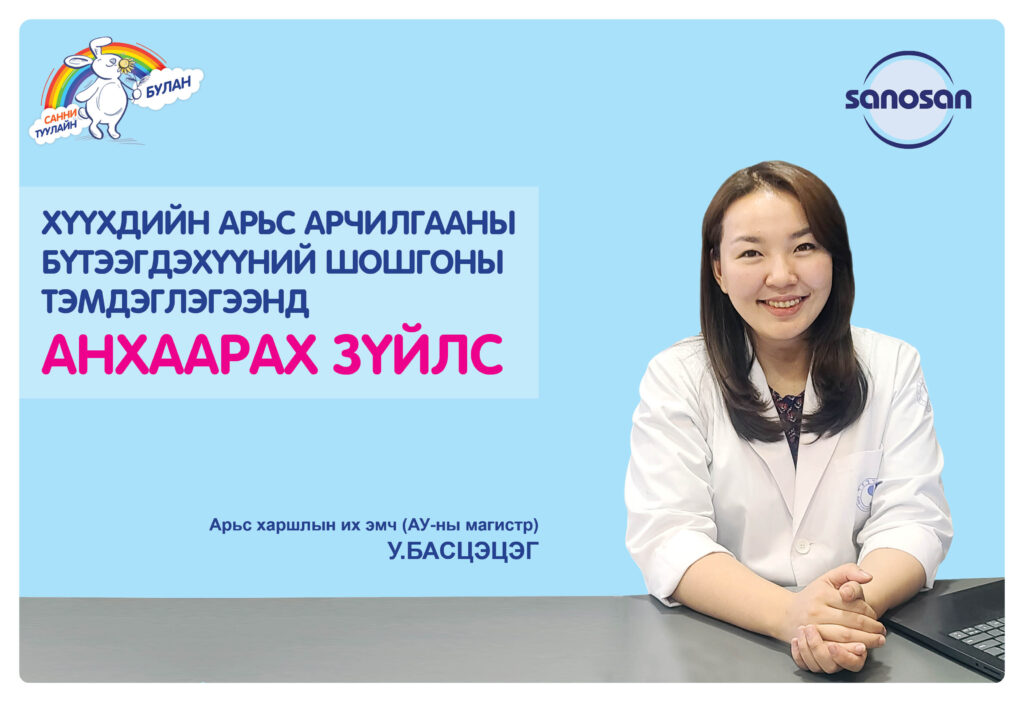 САННИ
ТУУЛАЙН
БУЛАН
sanosan
ХҮҮХДИЙН АРЬС АРЧИЛГААНЫ
БҮТЭЭГДЭХҮҮНИЙ ШОШГОНЫ
ТЭМДЭГЛЭГЭЭНД
АНХААРАХ ЗҮЙЛС
Арьс харшлын их эмч (АУ-ны магистр)
У.БАСЦЭЦЭГ